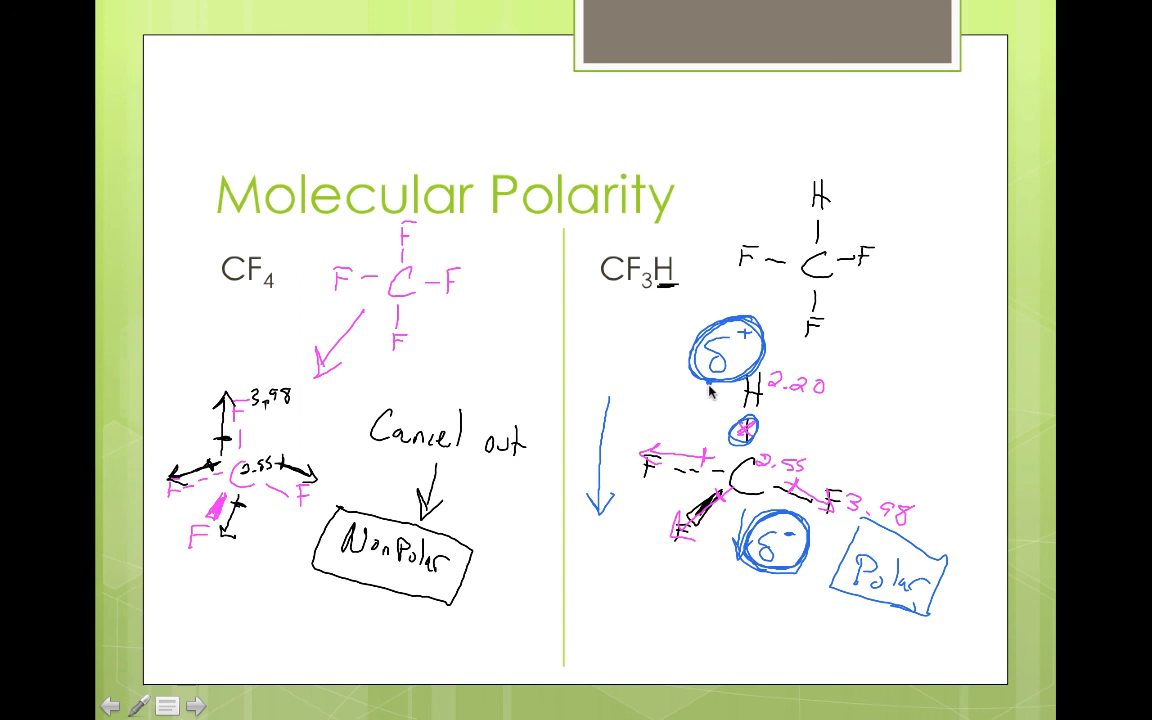 Molecular Polarity
CF4
F
F - C - F
F
F 3.98
C 2.55
F
F
F
Cancel out
NonPolar
CF3H
H
F - C - F
F
δ+
H 2.20
C 2.55
F
F 3.98
F
δ-
Polar